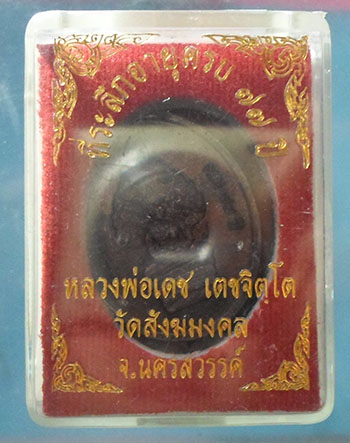 ที่ระลึกอายุครบ ๗๗ ปี
หลวงพ่อเดช เตชจิตฺโต
วัดสังฆมงคล
จ.นครสวรรค์